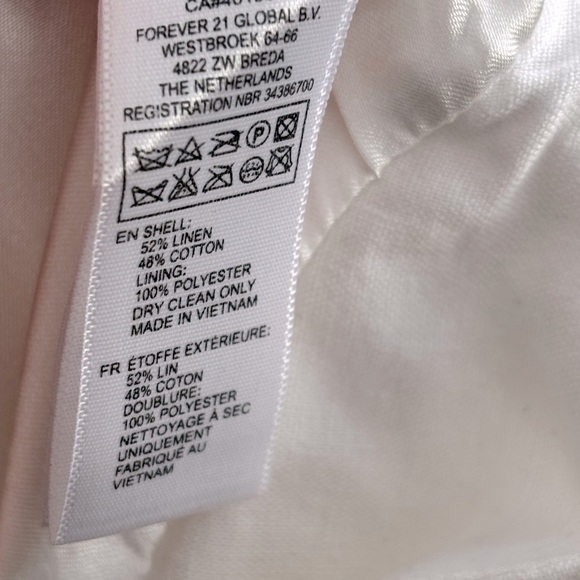 FOREVER 21 GLOBAL B.V.
WESTBROEK 64-66
4822 ZW BREDA
THE NETHERLANDS
REGISTRATION NBR 34386700
P
EN SHELL:
52% LINEN
48% COTTON
LINING:
100% POLYESTER
DRY CLEAN ONLY
MADE IN VIETNAM
FR ÉTOFFE EXTÉRIEURE:
52% LIN
48% COTON
DOUBLURE:
100% POLYESTER
NETTOYAGE À SEC
UNIQUEMENT
FABRIQUÉ AU
VIETNAM